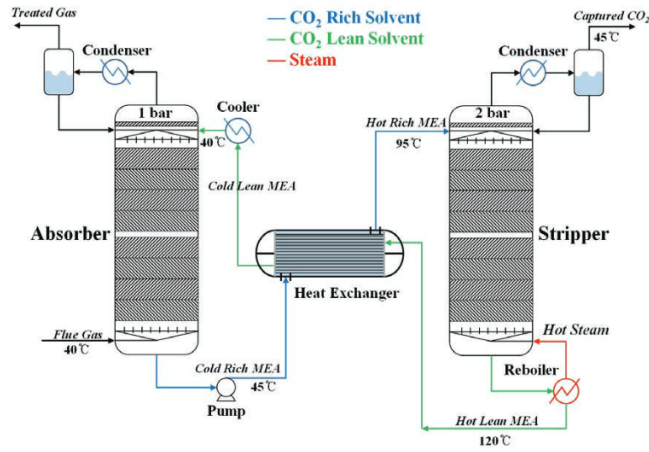 Treated Gas
Condenser
CO₂ Rich Solvent
CO₂ Lean Solvent
Steam
Condenser
Captured CO₂
45℃
1 bar
Cooler
40℃
Cold Lean MEA
Hot Rich MEA
95℃
2 bar
Absorber
Heat Exchanger
Stripper
Flue Gas
40℃
Cold Rich MEA
45℃
Pump
Hot Steam
Reboiler
Hot Lean MEA
120℃